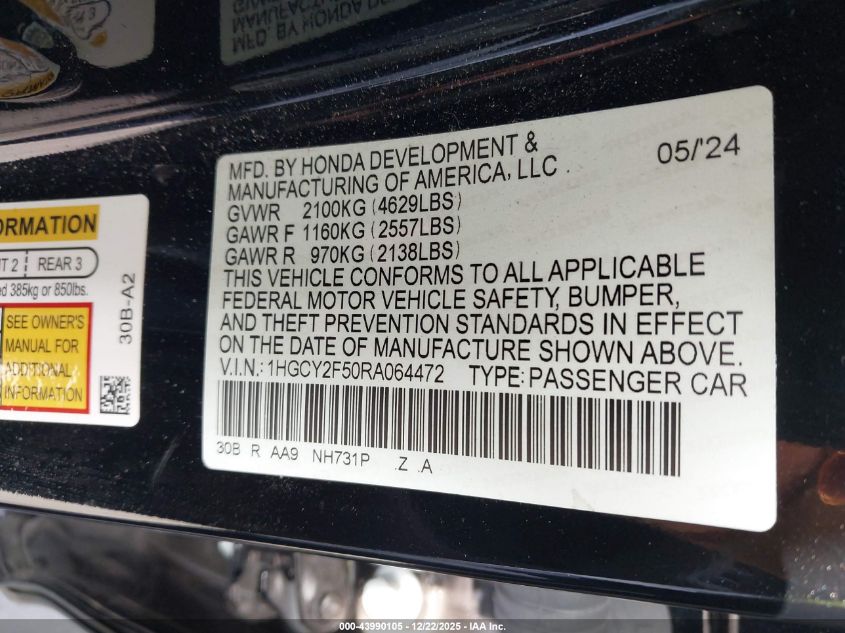 MFD. BY HONDA DEVELOPMENT &
MANUFACTURING OF AMERICA, LLC
05/'24
GVWR 2100KG (4629LBS)
GAWR F 1160KG (2557LBS)
GAWR R 970KG (2138LBS)
THIS VEHICLE CONFORMS TO ALL APPLICABLE
FEDERAL MOTOR VEHICLE SAFETY, BUMPER,
AND THEFT PREVENTION STANDARDS IN EFFECT
ON THE DATE OF MANUFACTURE SHOWN ABOVE.
V.I.N.: 1HGCY2F50RA064472 TYPE: PASSENGER CAR
30B R AA9 NH731P Z A
REAR 3
385kg or 850lbs.
SEE OWNER'S
MANUAL FOR
ADDITIONAL
INFORMATION
30B-A2
000-43990105 - 12/22/2025 - IAA Inc.